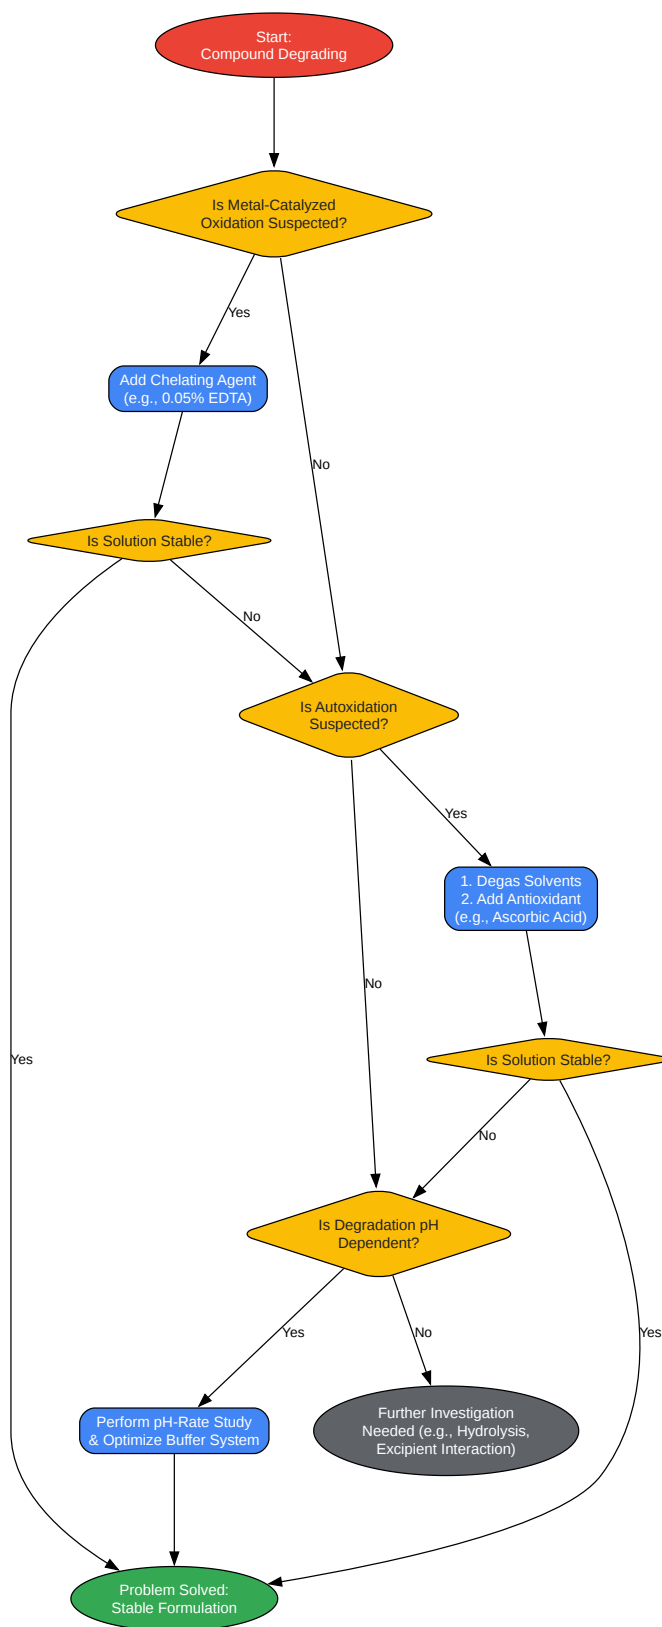 Start:
Compound Degrading
Is Metal-Catalyzed
Oxidation Suspected?
Yes
Add Chelating Agent
(e.g., 0.05% EDTA)
No
Is Solution Stable?
No
Is Autoxidation
Suspected?
Yes
1. Degas Solvents
2. Add Antioxidant
(e.g., Ascorbic Acid)
No
Yes
Is Solution Stable?
No
Is Degradation pH
Dependent?
Yes
No
Yes
Further Investigation
Needed (e.g., Hydrolysis,
Excipient Interaction)
Perform pH-Rate Study
& Optimize Buffer System
Problem Solved:
Stable Formulation